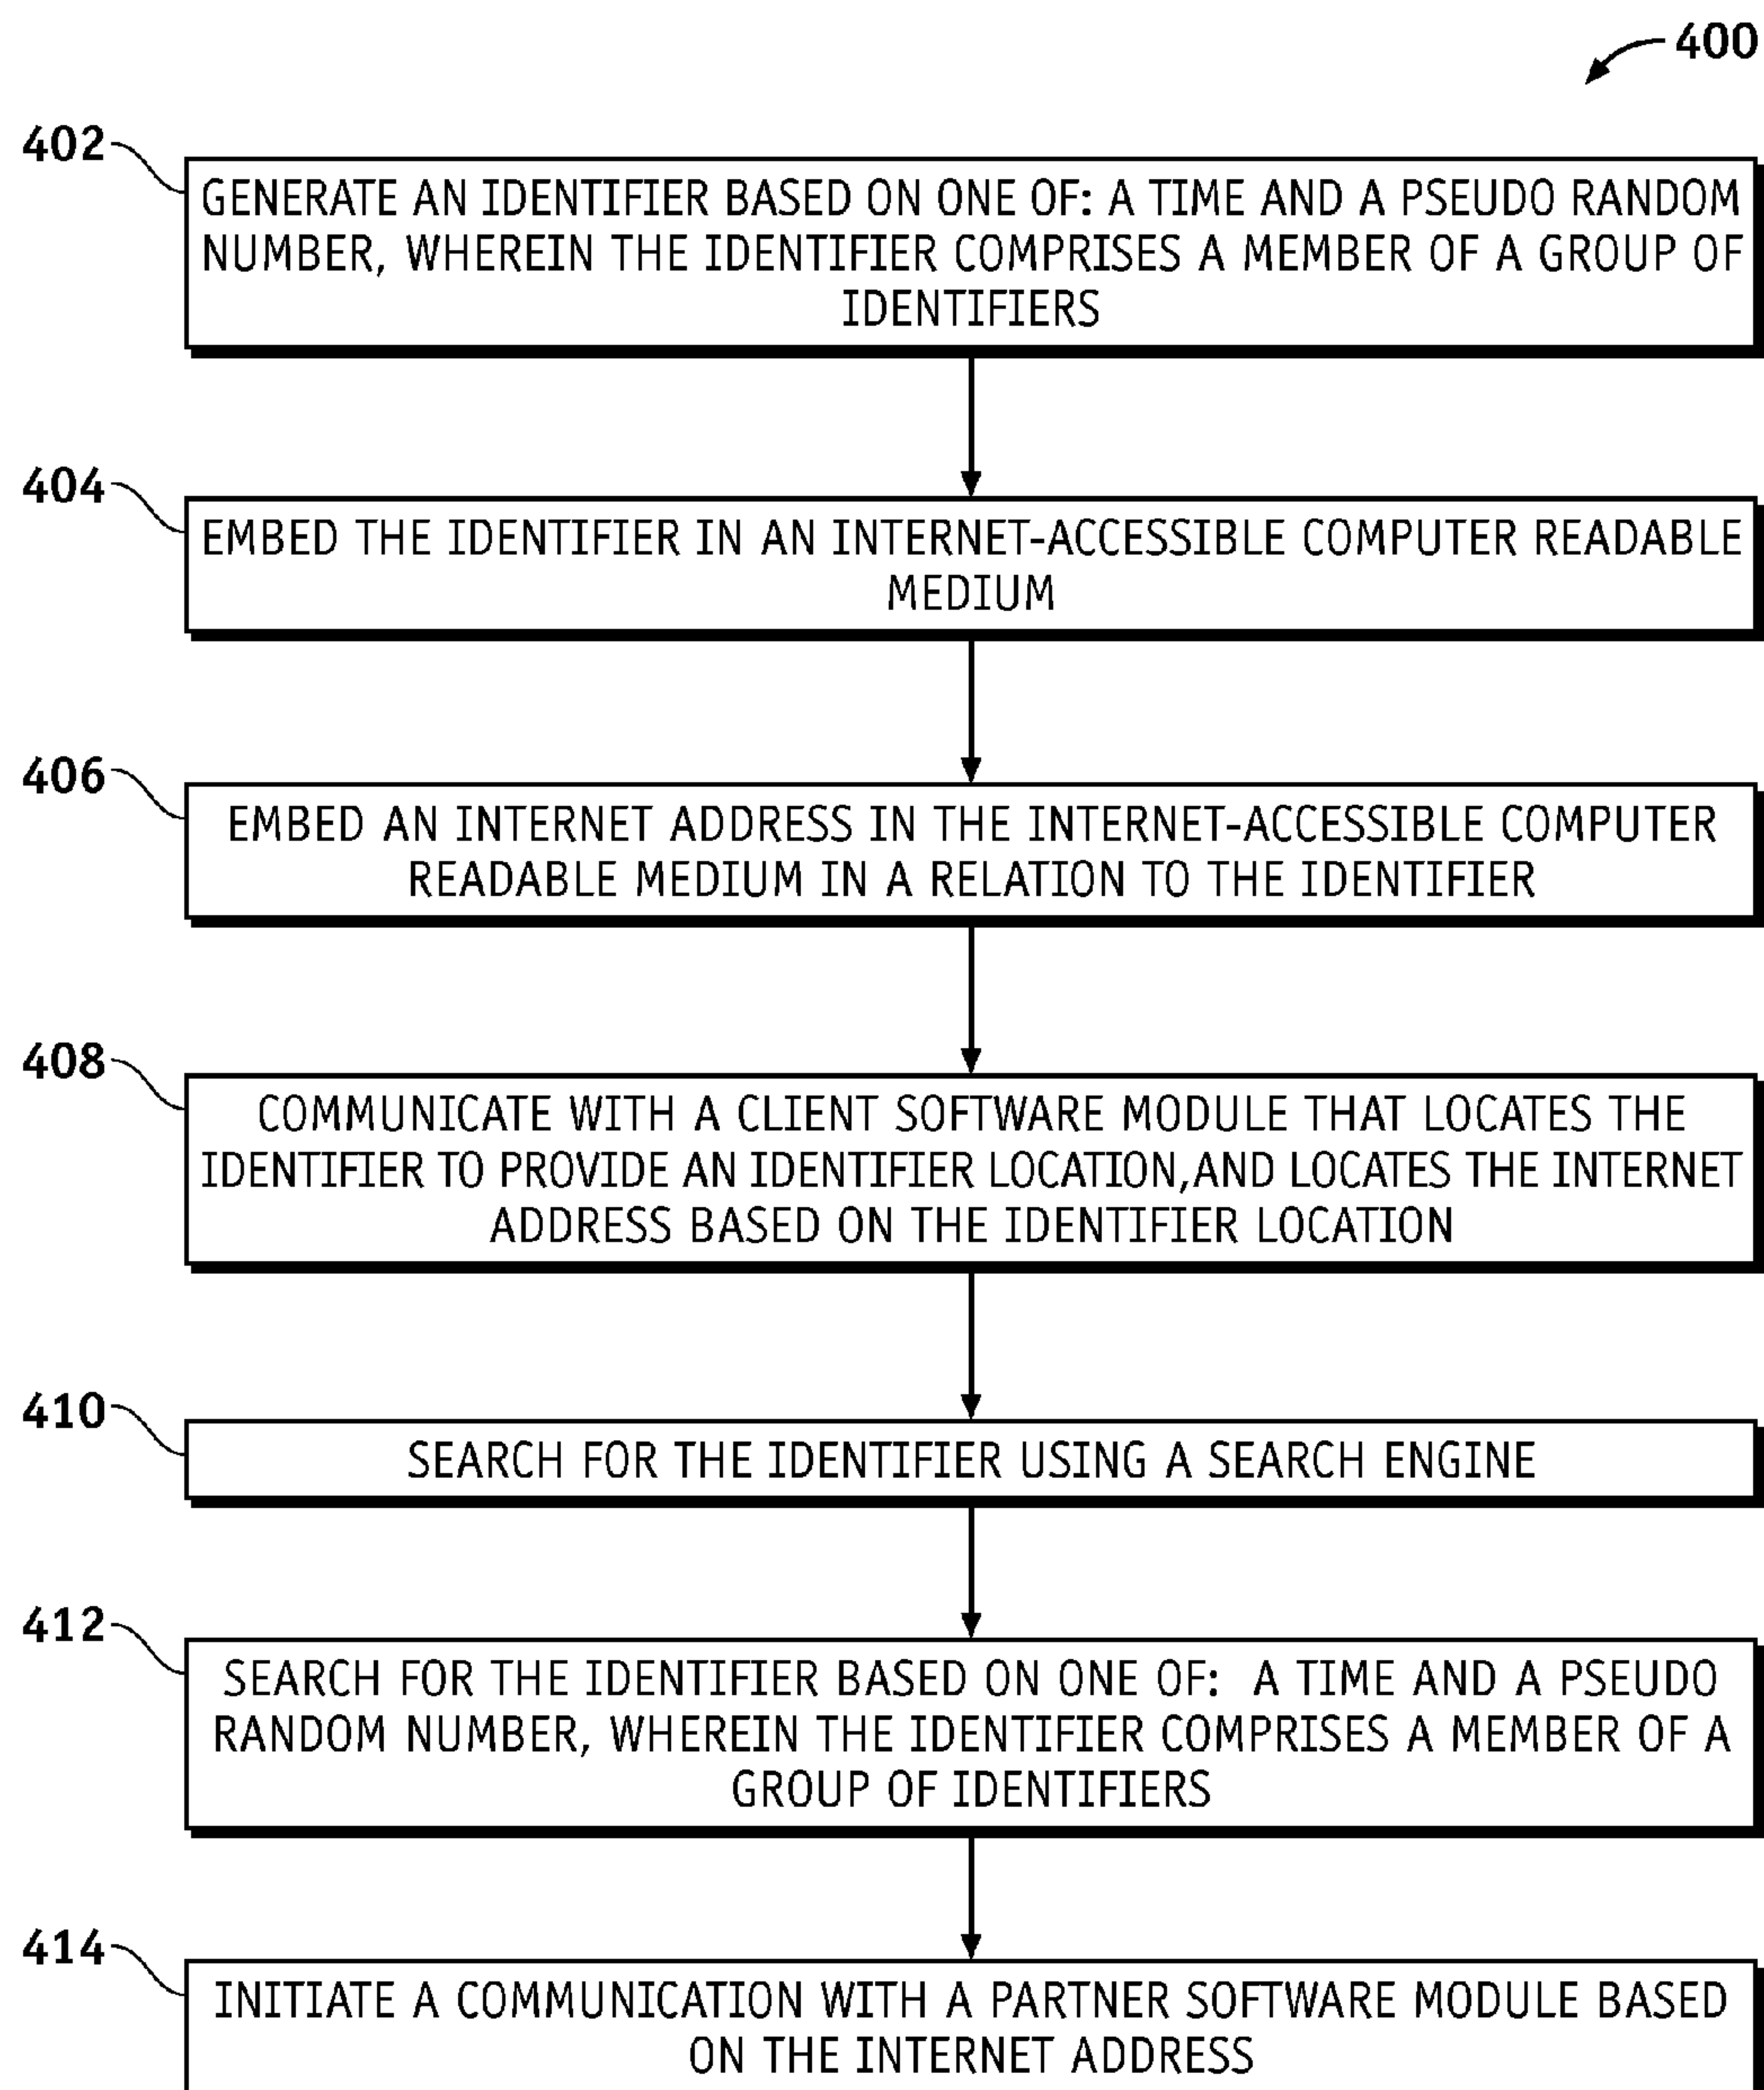 400
402
GENERATE AN IDENTIFIER BASED ON ONE OF: A TIME AND A PSEUDO RANDOM
NUMBER, WHEREIN THE IDENTIFIER COMPRISES A MEMBER OF A GROUP OF
IDENTIFIERS
404
EMBED THE IDENTIFIER IN AN INTERNET-ACCESSIBLE COMPUTER READABLE
MEDIUM
406
EMBED AN INTERNET ADDRESS IN THE INTERNET-ACCESSIBLE COMPUTER
READABLE MEDIUM IN A RELATION TO THE IDENTIFIER
408
COMMUNICATE WITH A CLIENT SOFTWARE MODULE THAT LOCATES THE
IDENTIFIER TO PROVIDE AN IDENTIFIER LOCATION,AND LOCATES THE INTERNET
ADDRESS BASED ON THE IDENTIFIER LOCATION
410
SEARCH FOR THE IDENTIFIER USING A SEARCH ENGINE
412
SEARCH FOR THE IDENTIFIER BASED ON ONE OF: A TIME AND A PSEUDO
RANDOM NUMBER, WHEREIN THE IDENTIFIER COMPRISES A MEMBER OF A
GROUP OF IDENTIFIERS
414
INITIATE A COMMUNICATION WITH A PARTNER SOFTWARE MODULE BASED
ON THE INTERNET ADDRESS